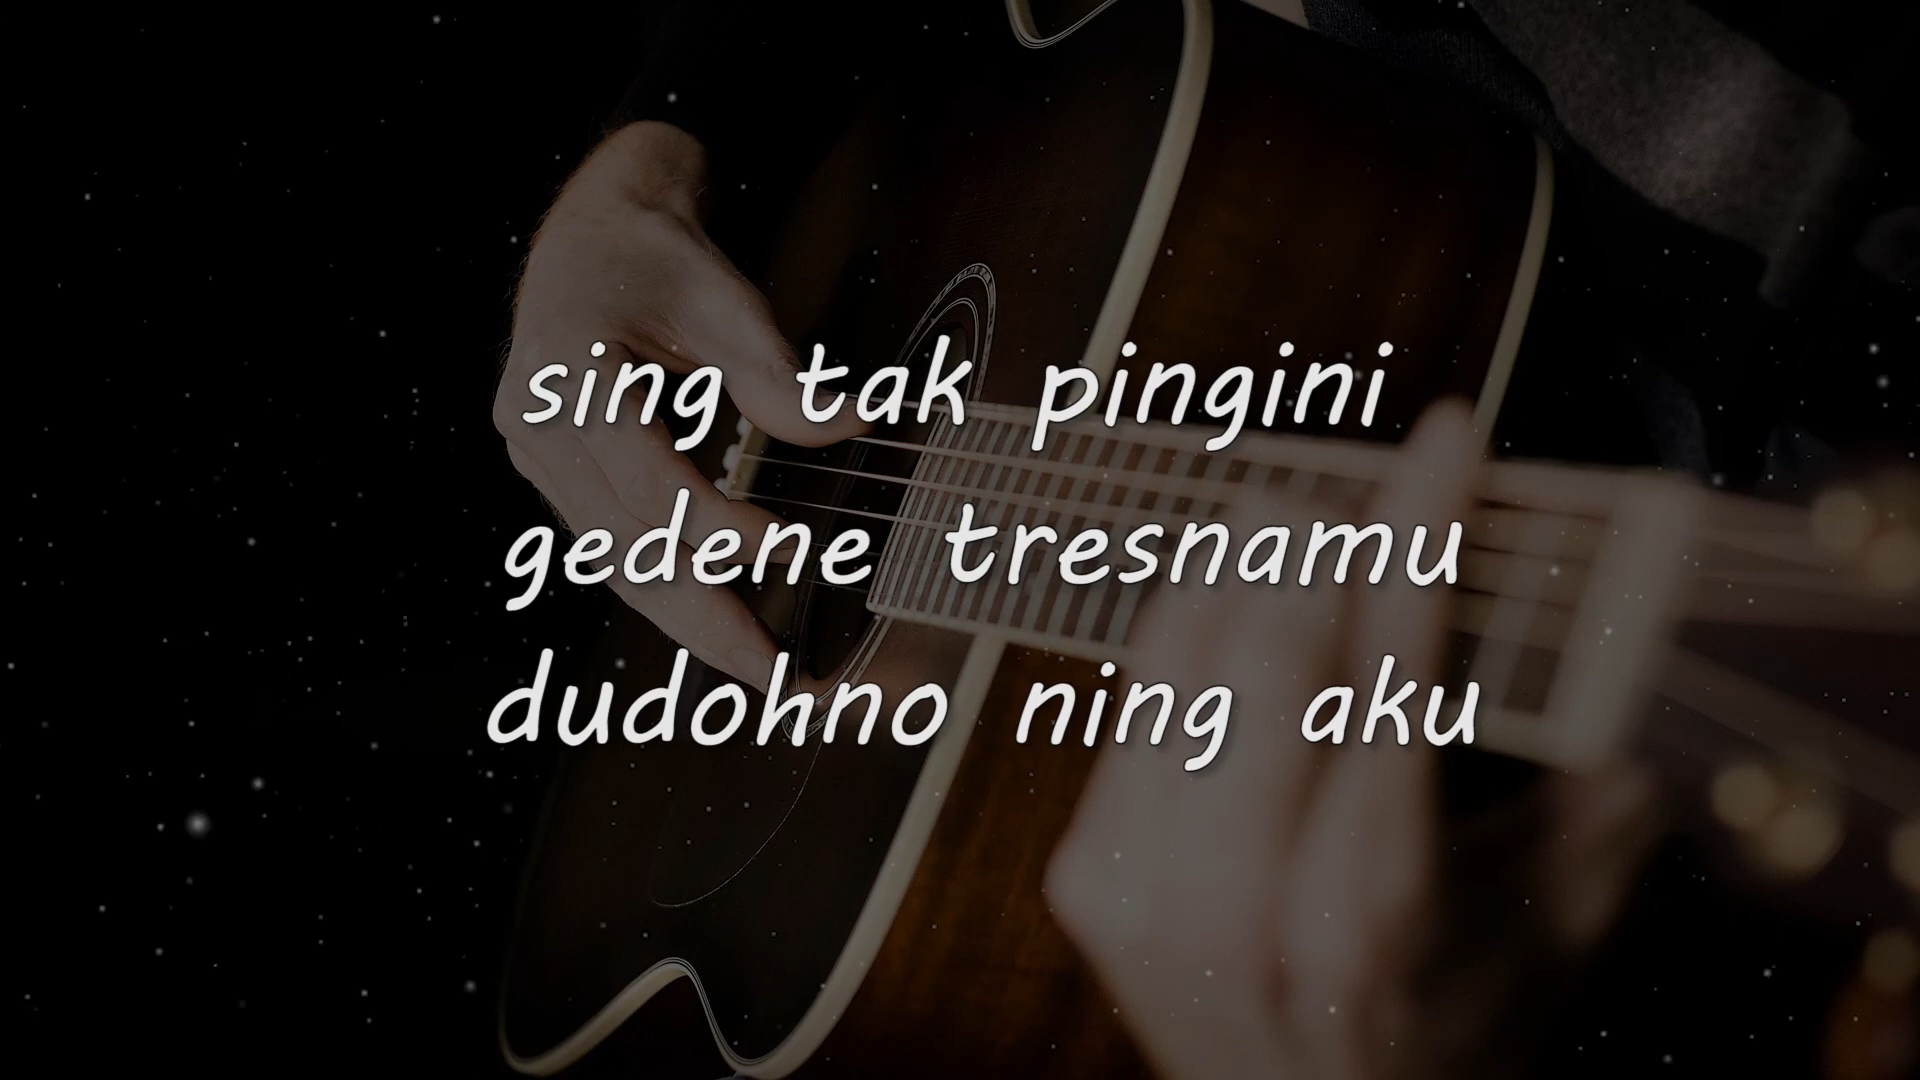 sing tak pingini
gedene tresnamu
dudohno ning aku